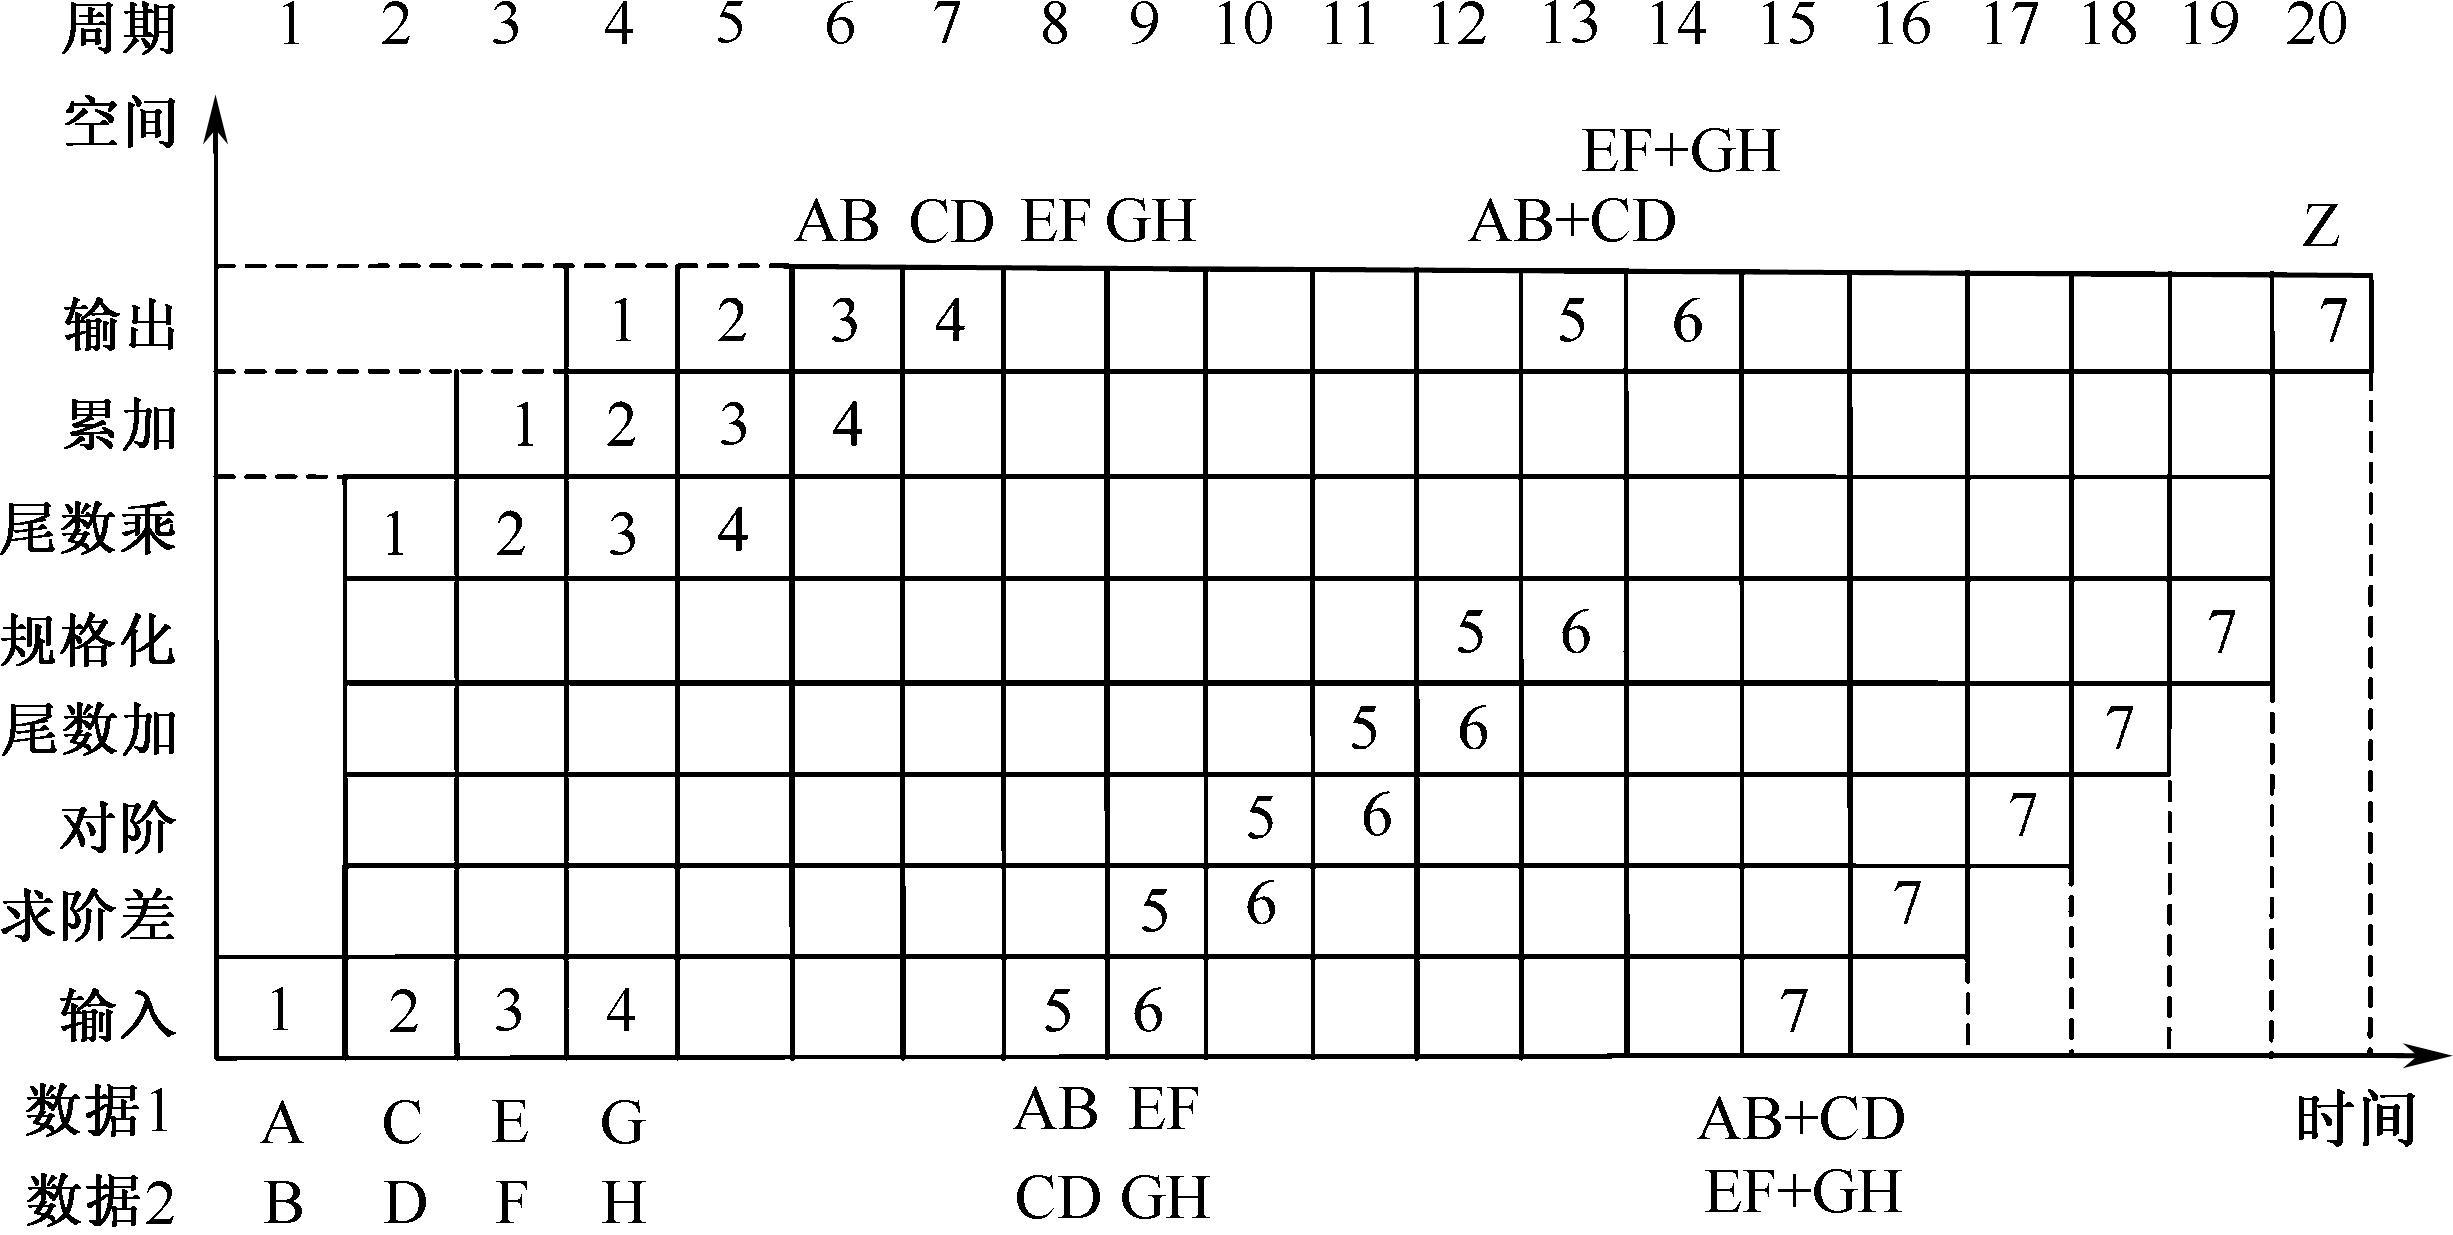 周期 1 2 3 4 5 6 7 8 9 10 11 12 13 14 15 16 17 18 19 20
空间
EF+GH
AB CD EF GH AB+CD Z
输出 1 2 3 4 5 6 7
累加 1 2 3 4
尾数乘 1 2 3 4
规格化 5 6 7
尾数加 5 6 7
对阶 5 6 7
求阶差 5 6 7
输入 1 2 3 4 5 6 7
数据1 A C E G AB EF AB+CD 时间
数据2 B D F H CD GH EF+GH